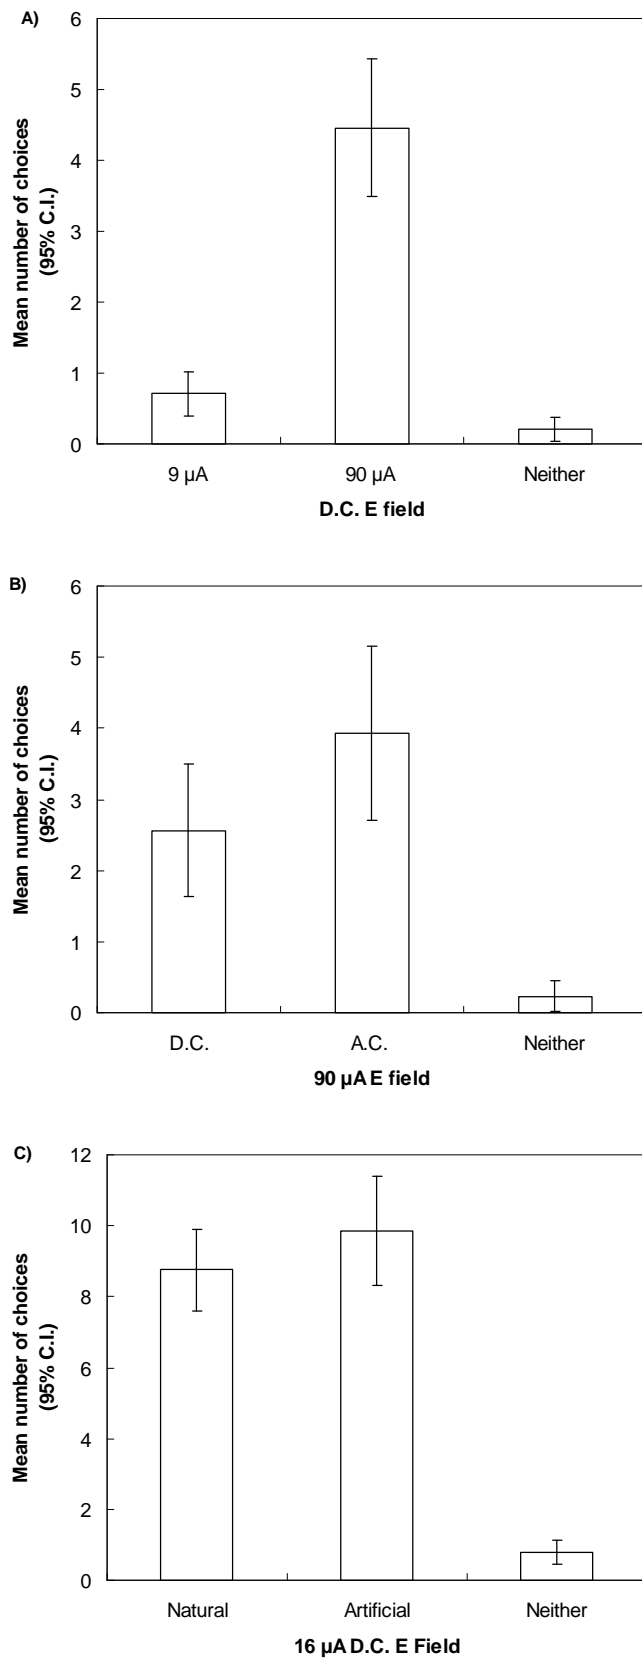 A)
6
5
4
3
2
1
0
Mean number of choices
(95% C.I.)
9 µA 90 µA Neither
D.C. E field
B)
6
5
4
3
2
1
0
Mean number of choices
(95% C.I.)
D.C. A.C. Neither
90 µA E field
C)
12
10
8
6
4
2
0
Mean number of choices
(95% C.I.)
Natural Artificial Neither
16 µA D.C. E Field